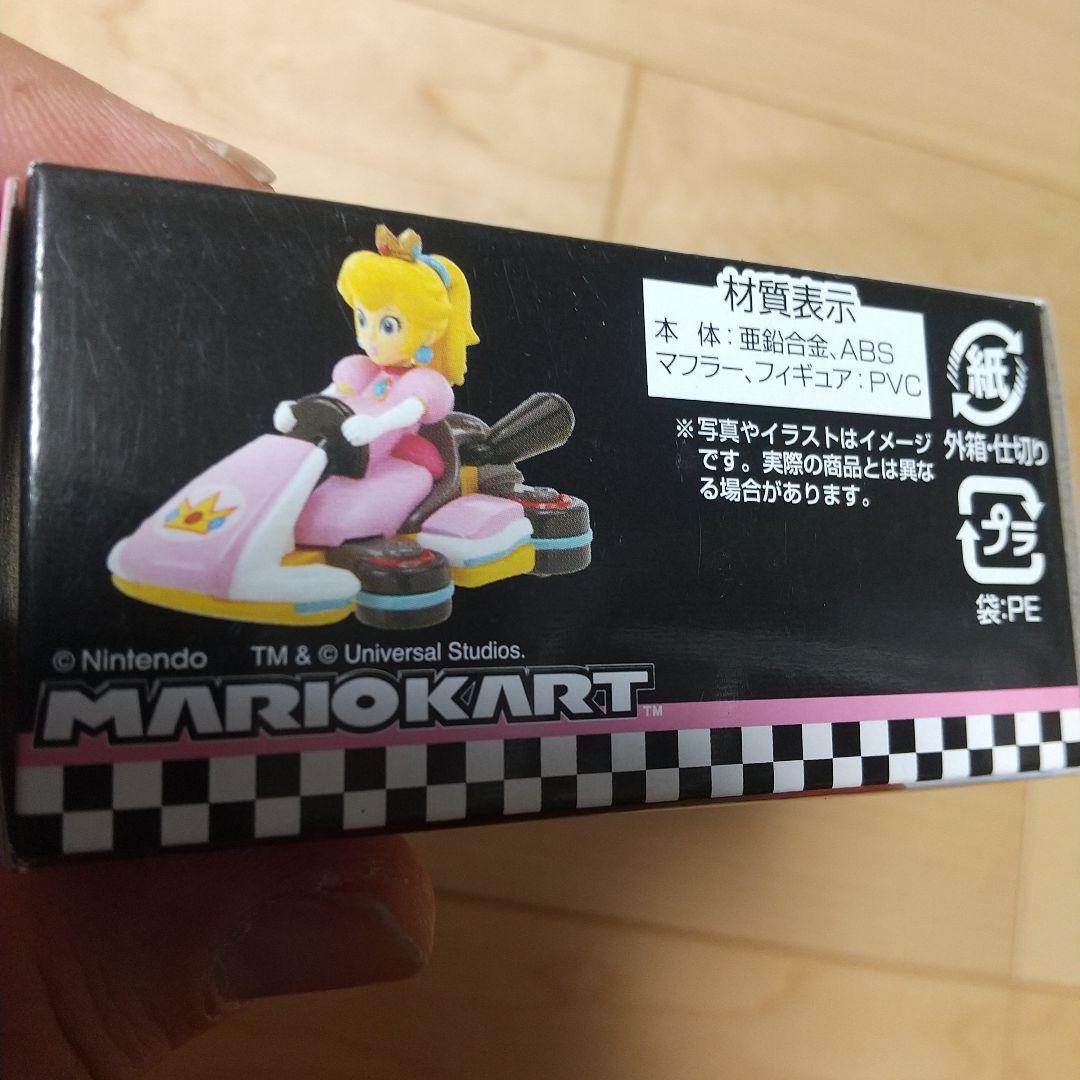 材質表示
本 体：亜鉛合金、ABS
マフラー、フィギュア：PVC
※写真やイラストはイメージ
です。実際の商品とは異な
る場合があります。
紙
外箱・仕切り
プラ
袋：PE
© Nintendo TM & © Universal Studios.
MARIOKART™